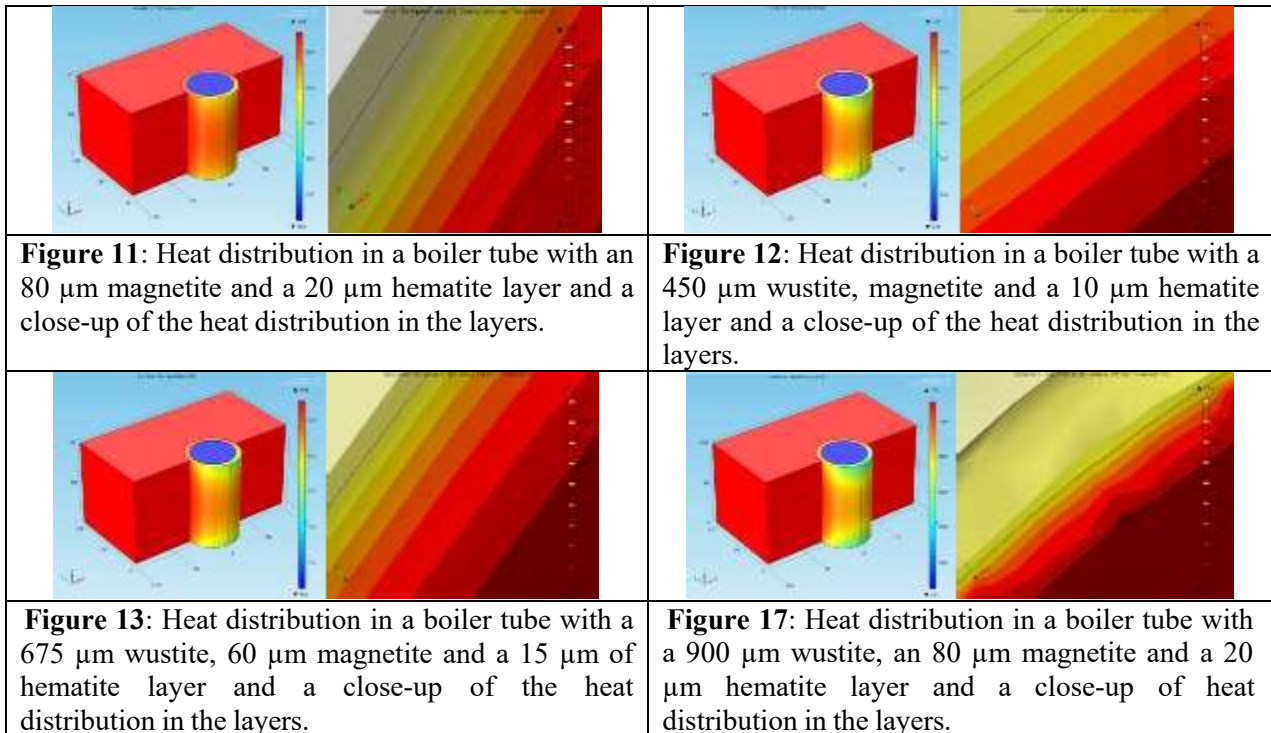 Figure 11: Heat distribution in a boiler tube with an
80 µm magnetite and a 20 µm hematite layer and a
close-up of the heat distribution in the layers.
Figure 12: Heat distribution in a boiler tube with a
450 µm wustite, magnetite and a 10 µm hematite
layer and a close-up of the heat distribution in the
layers.
Figure 13: Heat distribution in a boiler tube with a
675 µm wustite, 60 µm magnetite and a 15 µm of
hematite layer and a close-up of the heat
distribution in the layers.
Figure 17: Heat distribution in a boiler tube with
a 900 µm wustite, an 80 µm magnetite and a 20
µm hematite layer and a close-up of heat
distribution in the layers.